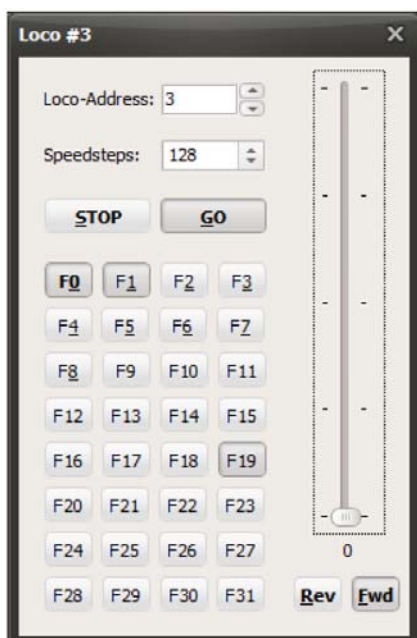 Loco #3
Loco-Address: 3
Speedsteps: 128
STOP GO
F0 F1 F2 F3
F4 F5 F6 F7
F8 F9 F10 F11
F12 F13 F14 F15
F16 F17 F18 F19
F20 F21 F22 F23
F24 F25 F26 F27
F28 F29 F30 F31
0
Rev Fwd